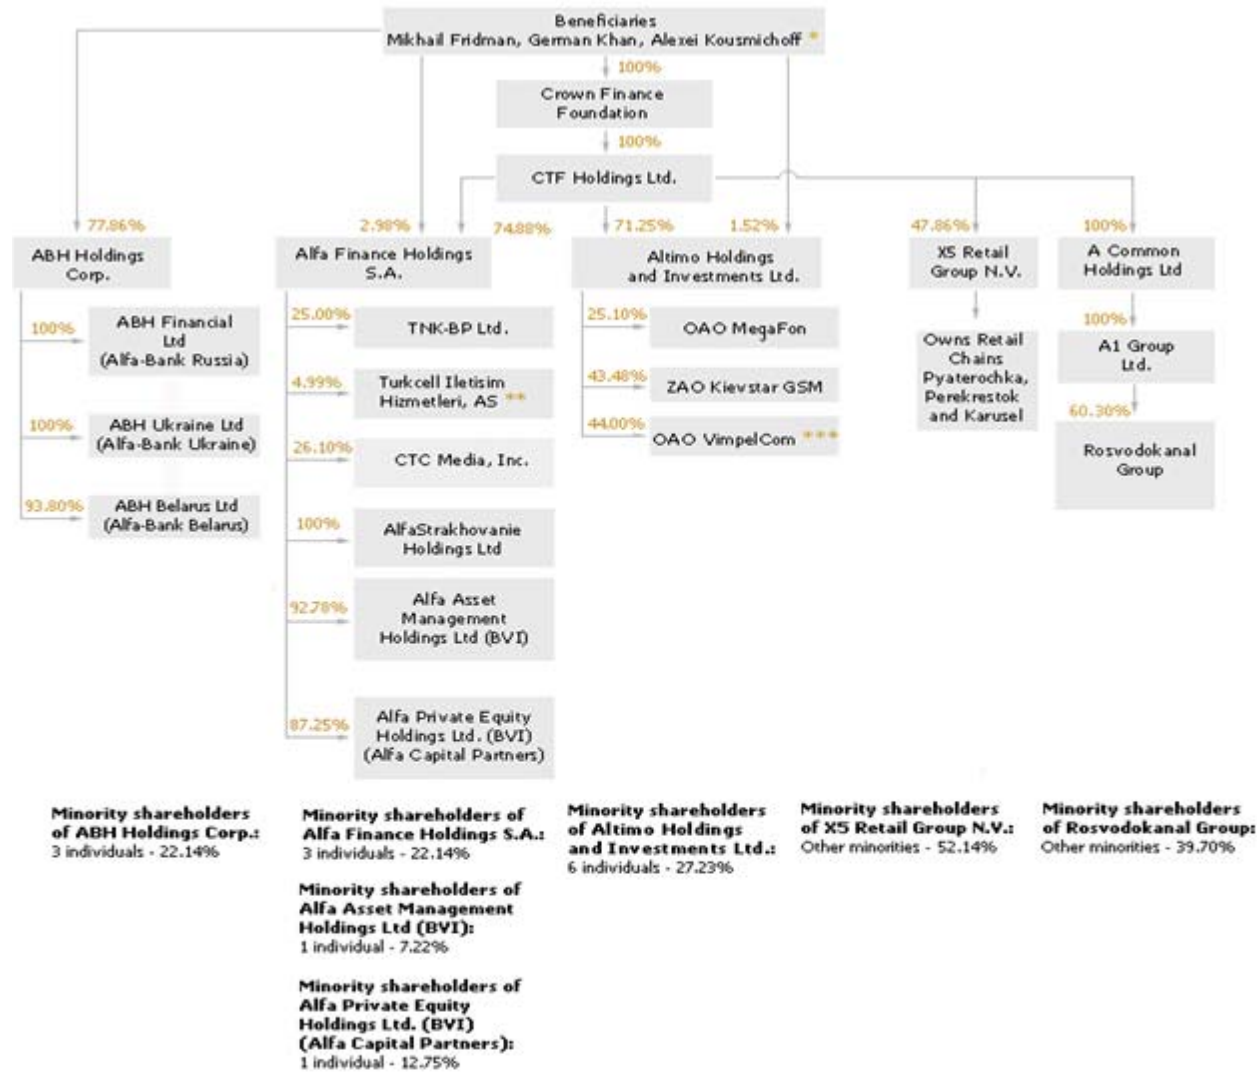 Beneficiaries
Mikhail Fridman, German Khan, Alexei Kousmichoff *
100%
Crown Finance
Foundation
100%
CTF Holdings Ltd.
77.86%
2.98%
74.88%
71.25%
1.52%
47.86%
100%
ABH Holdings
Corp.
Alfa Finance Holdings
S.A.
Altimo Holdings
and Investments Ltd.
X5 Retail
Group N.V.
A Common
Holdings Ltd
100%
ABH Financial
Ltd
(Alfa-Bank Russia)
100%
ABH Ukraine Ltd
(Alfa-Bank Ukraine)
93.80%
ABH Belarus Ltd
(Alfa-Bank Belarus)
25.00%
TNK-BP Ltd.
4.99%
Turkcell Iletisim
Hizmetleri, AS **
26.10%
CTC Media, Inc.
100%
AlfaStrakhovanie
Holdings Ltd
92.78%
Alfa Asset
Management
Holdings Ltd (BVI)
87.25%
Alfa Private Equity
Holdings Ltd. (BVI)
(Alfa Capital Partners)
25.10%
OAO MegaFon
43.48%
ZAO Kievstar GSM
44.00%
OAO VimpelCom ***
Owns Retail
Chains
Pyaterochka,
Perekrestok
and Karusel
100%
A1 Group
Ltd.
60.30%
Rosvodokanal
Group
Minority shareholders
of ABH Holdings Corp.:
3 individuals - 22.14%
Minority shareholders of
Alfa Finance Holdings S.A.:
3 individuals - 22.14%
Minority shareholders of
Alfa Asset Management
Holdings Ltd (BVI):
1 individual - 7.22%
Minority shareholders of
Alfa Private Equity
Holdings Ltd. (BVI)
(Alfa Capital Partners):
1 individual - 12.75%
Minority shareholders
of Altimo Holdings
and Investments Ltd.:
6 individuals - 27.23%
Minority shareholders
of X5 Retail Group N.V.:
Other minorities - 52.14%
Minority shareholders
of Rosvodokanal Group:
Other minorities - 39.70%